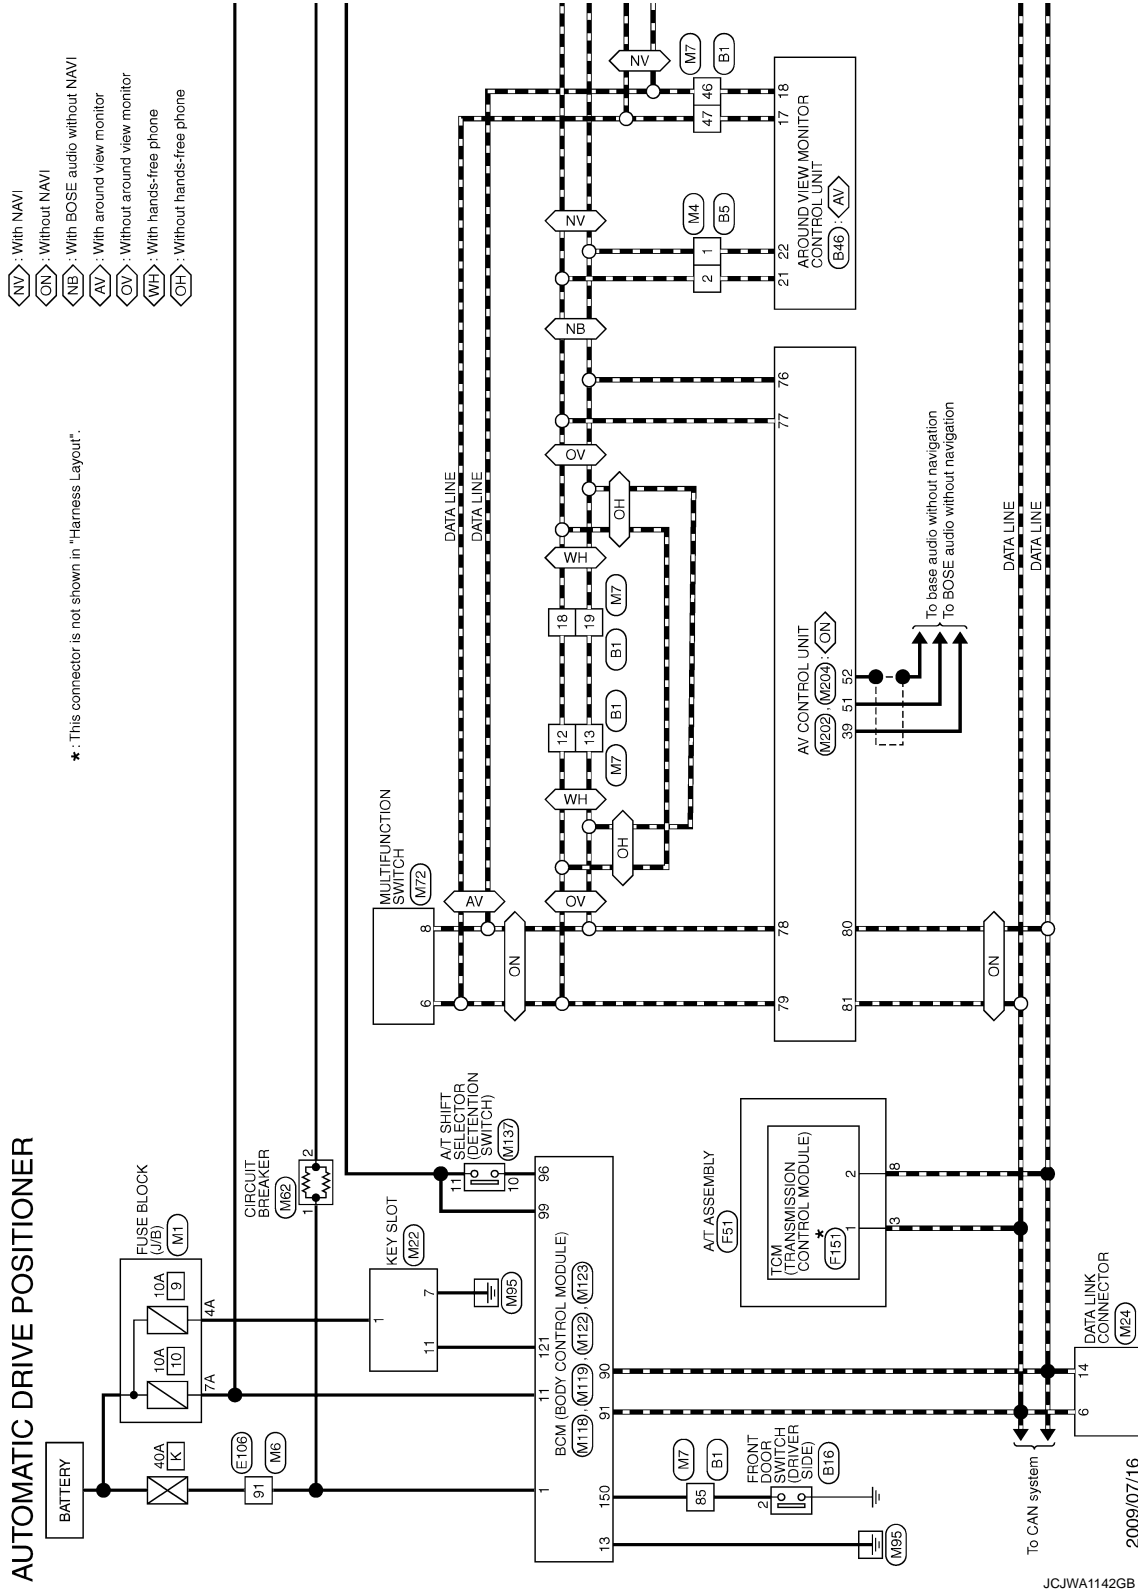 AUTOMATIC DRIVE POSITIONER
BATTERY
40A
K
E106
91
M6
FUSE BLOCK
(J/B)
M1
10A
10
7A
10A
9
4A
CIRCUIT
BREAKER
M62
1
2
KEY SLOT
M22
1
11
7
M95
A/T SHIFT
SELECTOR
(DETENTION
SWITCH)
M137
11
10
1
11
121
99
96
BCM (BODY CONTROL MODULE)
M118 , M119 , M122 , M123
13
150
91
90
M95
M7
85
B1
FRONT
DOOR
SWITCH
(DRIVER
SIDE)
B16
2
To CAN system
DATA LINK
CONNECTOR
M24
6
14
A/T ASSEMBLY
F51
TCM
(TRANSMISSION
CONTROL MODULE)
*
F151
1
2
3
8
* : This connector is not shown in "Harness Layout".
NV : With NAVI
ON : Without NAVI
NB : With BOSE audio without NAVI
AV : With around view monitor
OV : Without around view monitor
WH : With hands-free phone
OH : Without hands-free phone
MULTIFUNCTION
SWITCH
M72
6
8
AV
ON
OV
WH
OH
DATA LINE
DATA LINE
12
13
M7
B1
18
19
B1
M7
WH
OH
OV
NB
NV
NV
79
78
77
76
AV CONTROL UNIT
M202 , M204 : ON
81
80
39
51
52
To base audio without navigation
To BOSE audio without navigation
ON
DATA LINE
DATA LINE
2
1
M4
B5
47
46
M7
B1
21
22
17
18
AROUND VIEW MONITOR
CONTROL UNIT
B46 : AV
2009/07/16
JCJWA1142GB